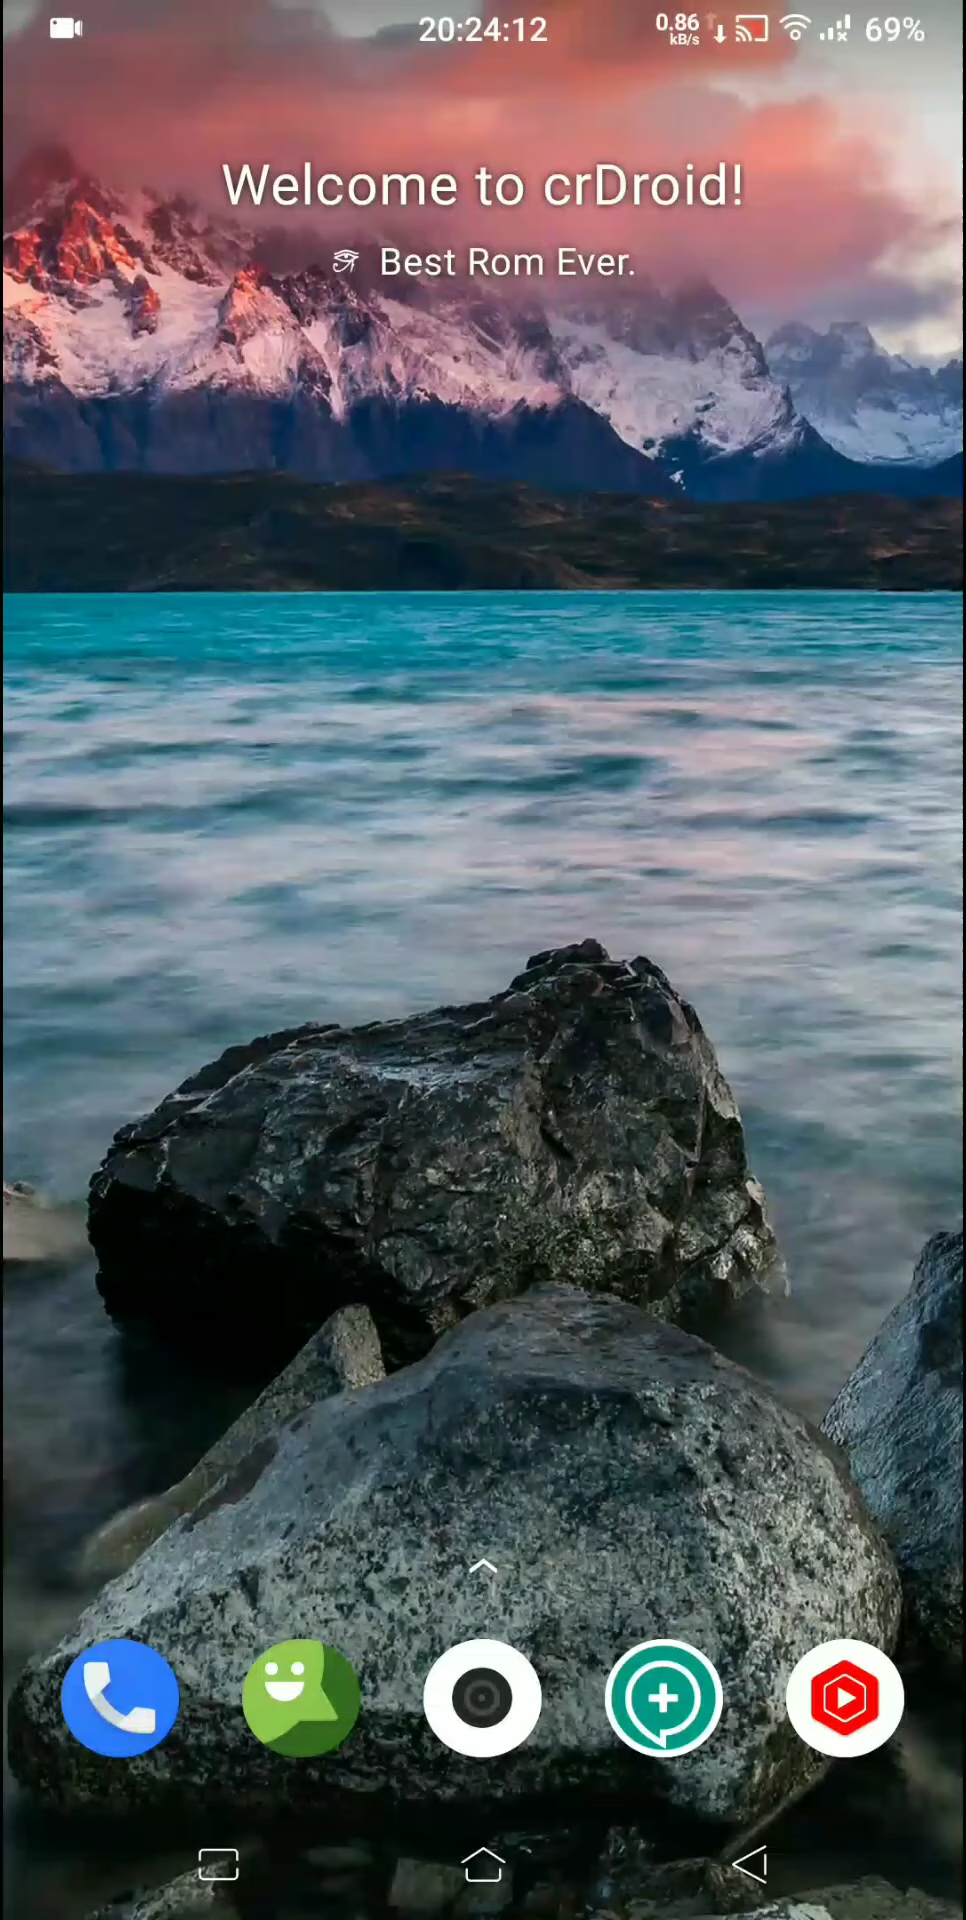 20:24:12
0.86
kB/s
69%
Welcome to crDroid!
𓂀 Best Rom Ever.